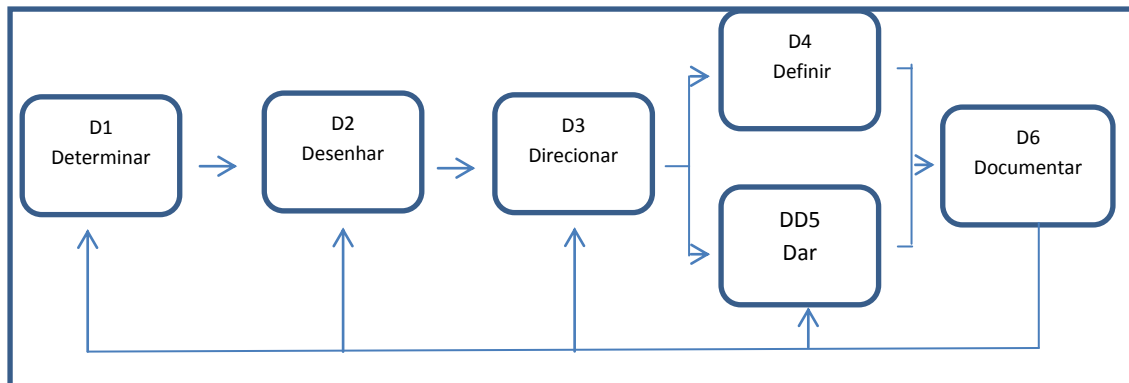 D1
Determinar
D2
Desenhar
D3
Direcionar
D4
Definir
DD5
Dar
D6
Documentar